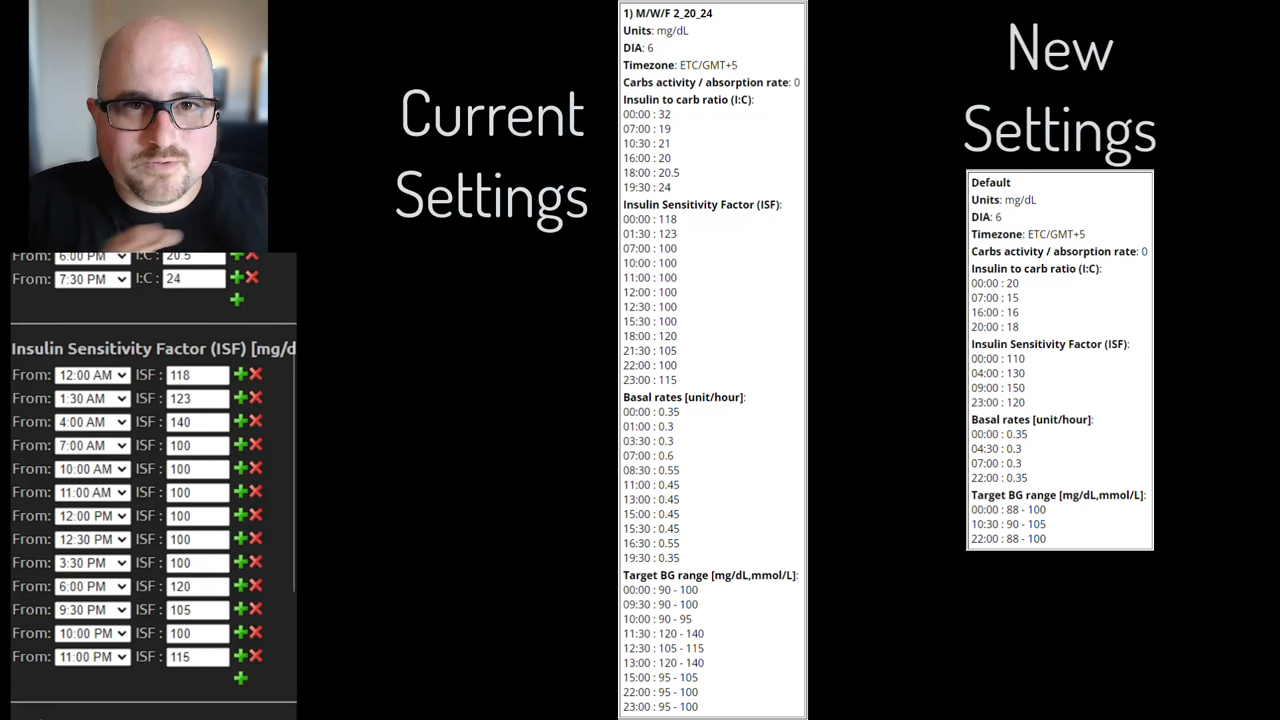 From: 6:00 PM I:C : 20.5
From: 7:30 PM I:C : 24
Insulin Sensitivity Factor (ISF) [mg/d
From: 12:00 AM ISF : 118
From: 1:30 AM ISF : 123
From: 4:00 AM ISF : 140
From: 7:00 AM ISF : 100
From: 10:00 AM ISF : 100
From: 11:00 AM ISF : 100
From: 12:00 PM ISF : 100
From: 12:30 PM ISF : 100
From: 3:30 PM ISF : 100
From: 6:00 PM ISF : 120
From: 9:30 PM ISF : 105
From: 10:00 PM ISF : 100
From: 11:00 PM ISF : 115
Current
Settings
1) M/W/F 2_20_24
Units: mg/dL
DIA: 6
Timezone: ETC/GMT+5
Carbs activity / absorption rate: 0
Insulin to carb ratio (I:C):
00:00 : 32
07:00 : 19
10:30 : 21
16:00 : 20
18:00 : 20.5
19:30 : 24
Insulin Sensitivity Factor (ISF):
00:00 : 118
01:30 : 123
07:00 : 100
10:00 : 100
11:00 : 100
12:00 : 100
12:30 : 100
15:30 : 100
18:00 : 120
21:30 : 105
22:00 : 100
23:00 : 115
Basal rates [unit/hour]:
00:00 : 0.35
01:00 : 0.3
03:30 : 0.3
07:00 : 0.6
08:30 : 0.55
11:00 : 0.45
13:00 : 0.45
15:00 : 0.45
15:30 : 0.45
16:30 : 0.55
19:30 : 0.35
Target BG range [mg/dL,mmol/L]:
00:00 : 90 - 100
09:30 : 90 - 100
10:00 : 90 - 95
11:30 : 120 - 140
12:30 : 105 - 115
13:00 : 120 - 140
15:00 : 95 - 105
22:00 : 95 - 100
23:00 : 95 - 100
New
Settings
Default
Units: mg/dL
DIA: 6
Timezone: ETC/GMT+5
Carbs activity / absorption rate: 0
Insulin to carb ratio (I:C):
00:00 : 20
07:00 : 15
16:00 : 16
20:00 : 18
Insulin Sensitivity Factor (ISF):
00:00 : 110
04:00 : 130
09:00 : 150
23:00 : 120
Basal rates [unit/hour]:
00:00 : 0.35
04:30 : 0.3
07:00 : 0.3
22:00 : 0.35
Target BG range [mg/dL,mmol/L]:
00:00 : 88 - 100
10:30 : 90 - 105
22:00 : 88 - 100